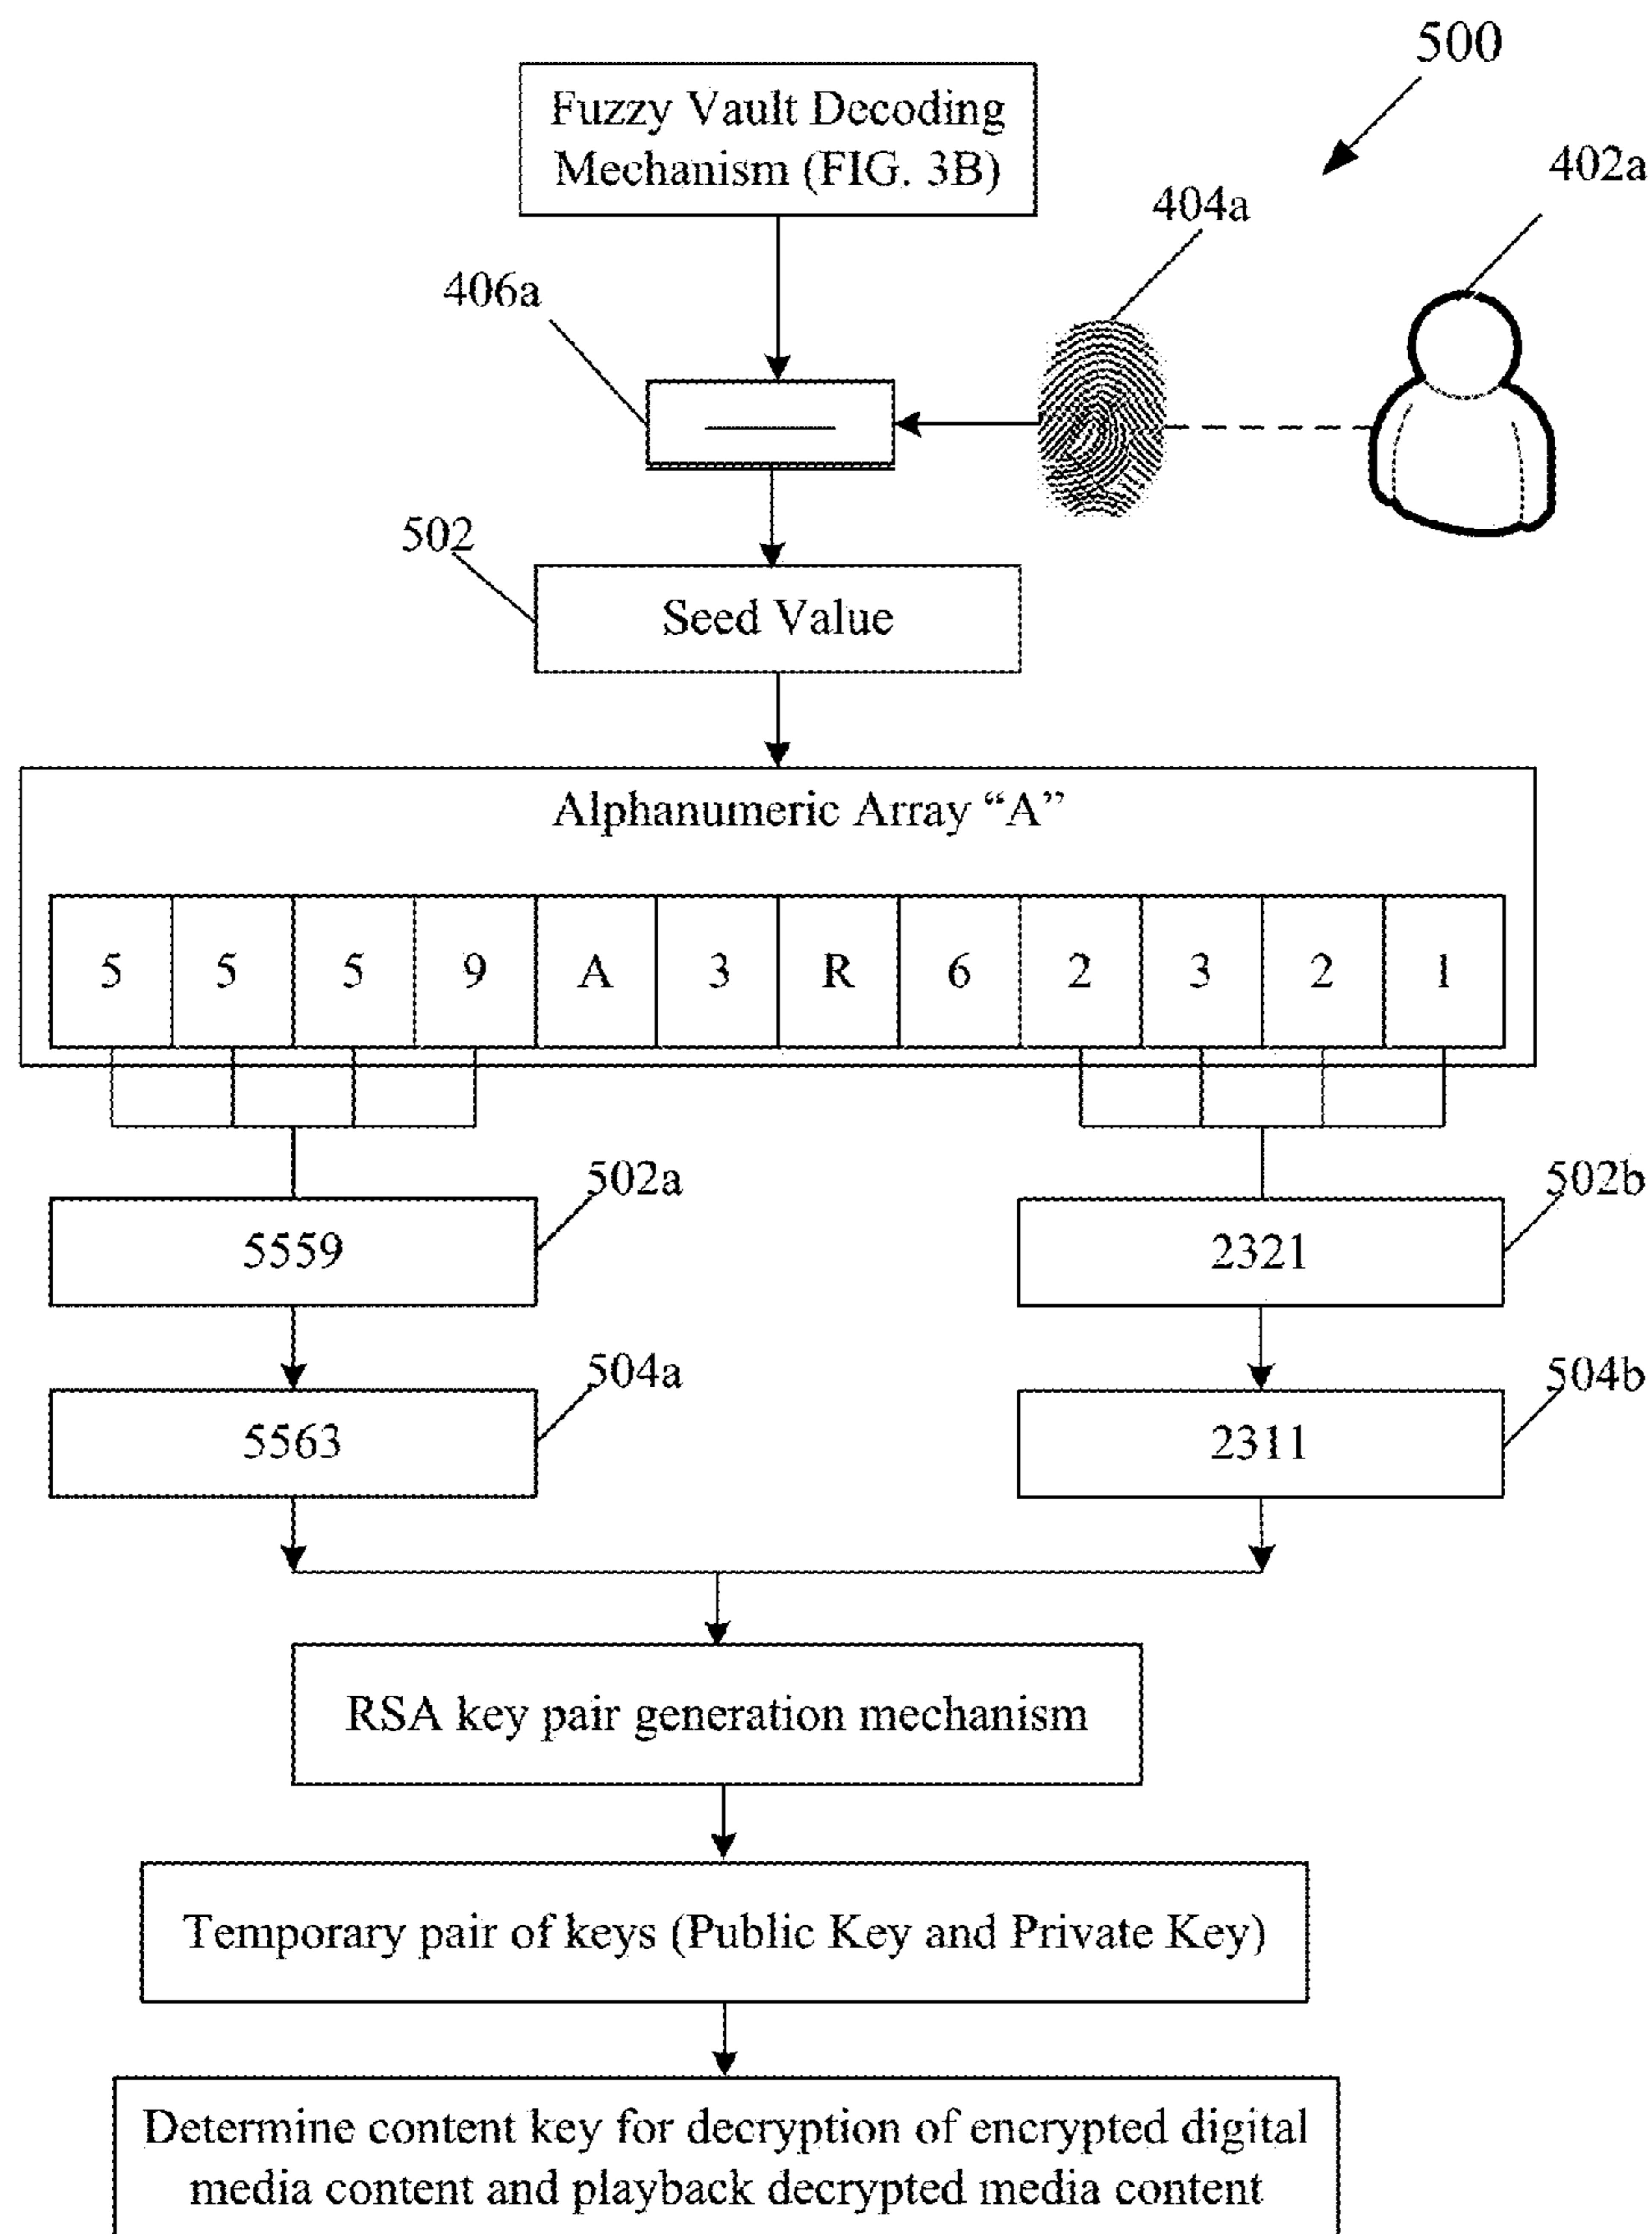 500
Fuzzy Vault Decoding
Mechanism (FIG. 3B)
402a
404a
406a
502
Seed Value
Alphanumeric Array “A”
5 5 5 9 A 3 R 6 2 3 2 1
502a
502b
5559
2321
504a
504b
5563
2311
RSA key pair generation mechanism
Temporary pair of keys (Public Key and Private Key)
Determine content key for decryption of encrypted digital
media content and playback decrypted media content